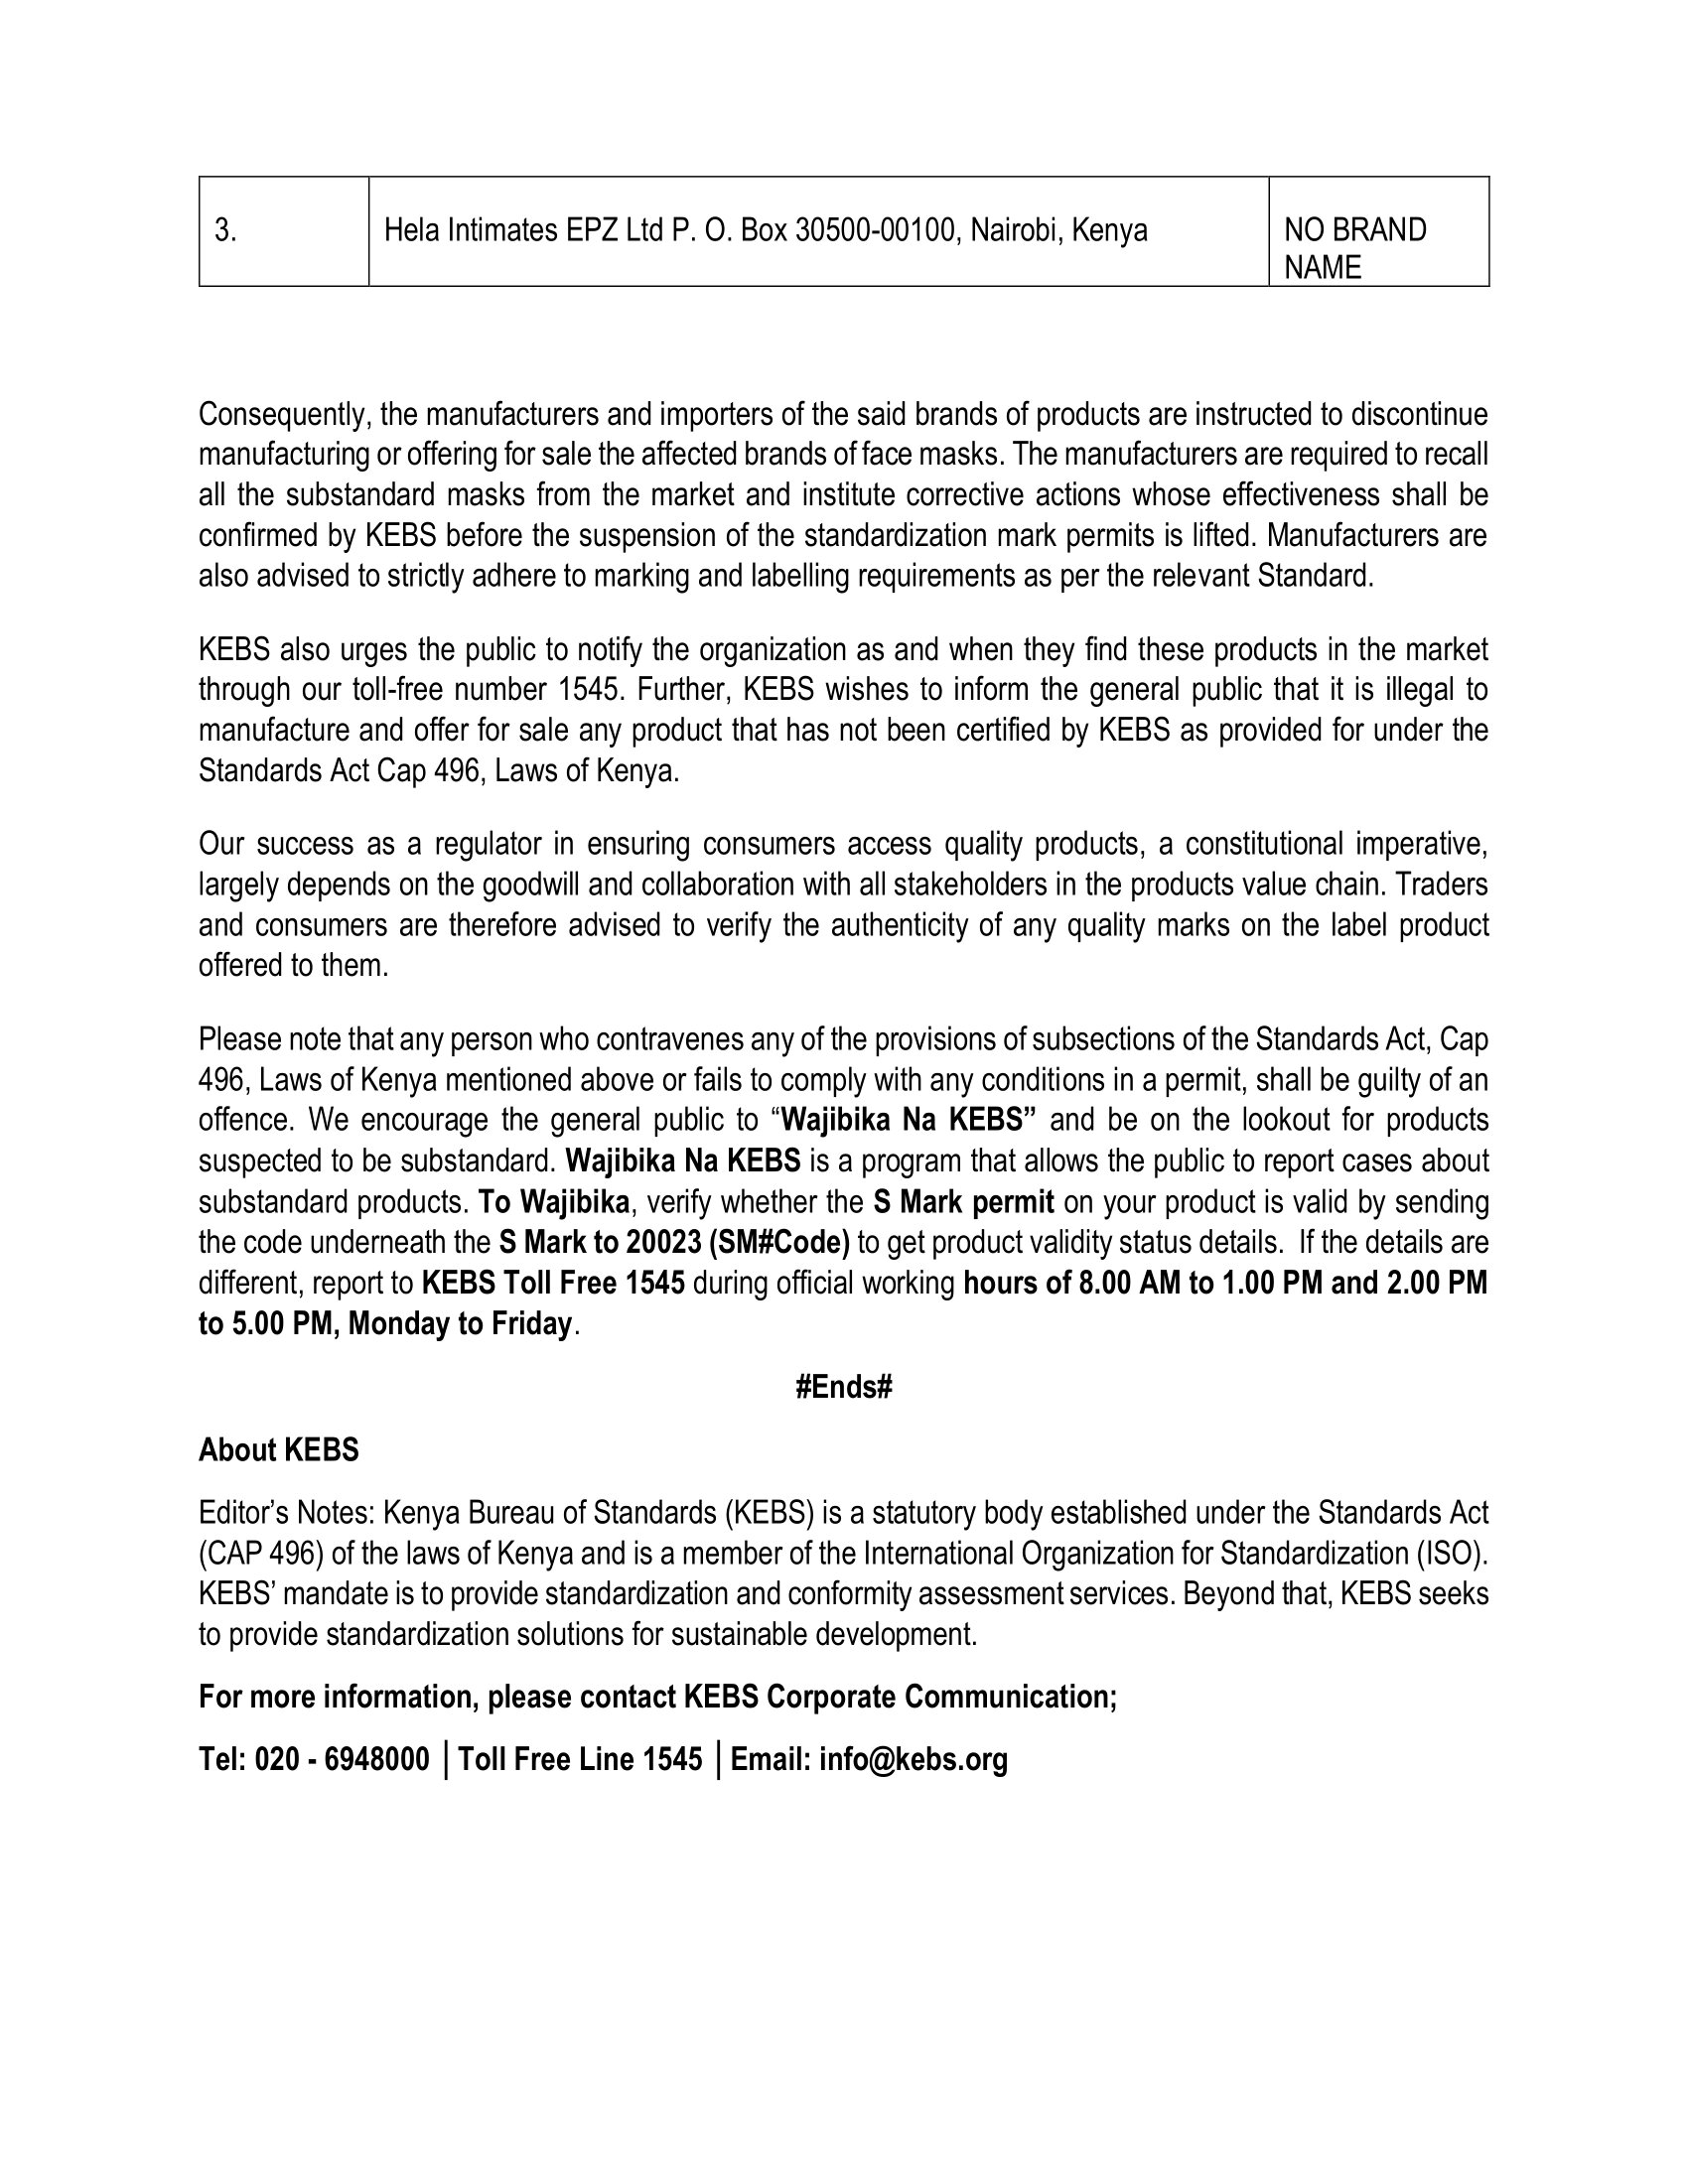 3.
Hela Intimates EPZ Ltd P. O. Box 30500-00100, Nairobi, Kenya
NO BRAND
NAME
Consequently, the manufacturers and importers of the said brands of products are instructed to discontinue
manufacturing or offering for sale the affected brands of face masks. The manufacturers are required to recall
all the substandard masks from the market and institute corrective actions whose effectiveness shall be
confirmed by KEBS before the suspension of the standardization mark permits is lifted. Manufacturers are
also advised to strictly adhere to marking and labelling requirements as per the relevant Standard.
KEBS also urges the public to notify the organization as and when they find these products in the market
through our toll-free number 1545. Further, KEBS wishes to inform the general public that it is illegal to
manufacture and offer for sale any product that has not been certified by KEBS as provided for under the
Standards Act Cap 496, Laws of Kenya.
Our success as a regulator in ensuring consumers access quality products, a constitutional imperative,
largely depends on the goodwill and collaboration with all stakeholders in the products value chain. Traders
and consumers are therefore advised to verify the authenticity of any quality marks on the label product
offered to them.
Please note that any person who contravenes any of the provisions of subsections of the Standards Act, Cap
496, Laws of Kenya mentioned above or fails to comply with any conditions in a permit, shall be guilty of an
offence. We encourage the general public to “Wajibika Na KEBS” and be on the lookout for products
suspected to be substandard. Wajibika Na KEBS is a program that allows the public to report cases about
substandard products. To Wajibika, verify whether the S Mark permit on your product is valid by sending
the code underneath the S Mark to 20023 (SM#Code) to get product validity status details.  If the details are
different, report to KEBS Toll Free 1545 during official working hours of 8.00 AM to 1.00 PM and 2.00 PM
to 5.00 PM, Monday to Friday.
#Ends#
About KEBS
Editor’s Notes: Kenya Bureau of Standards (KEBS) is a statutory body established under the Standards Act
(CAP 496) of the laws of Kenya and is a member of the International Organization for Standardization (ISO).
KEBS’ mandate is to provide standardization and conformity assessment services. Beyond that, KEBS seeks
to provide standardization solutions for sustainable development.
For more information, please contact KEBS Corporate Communication;
Tel: 020 - 6948000 │Toll Free Line 1545 │Email: info@kebs.org